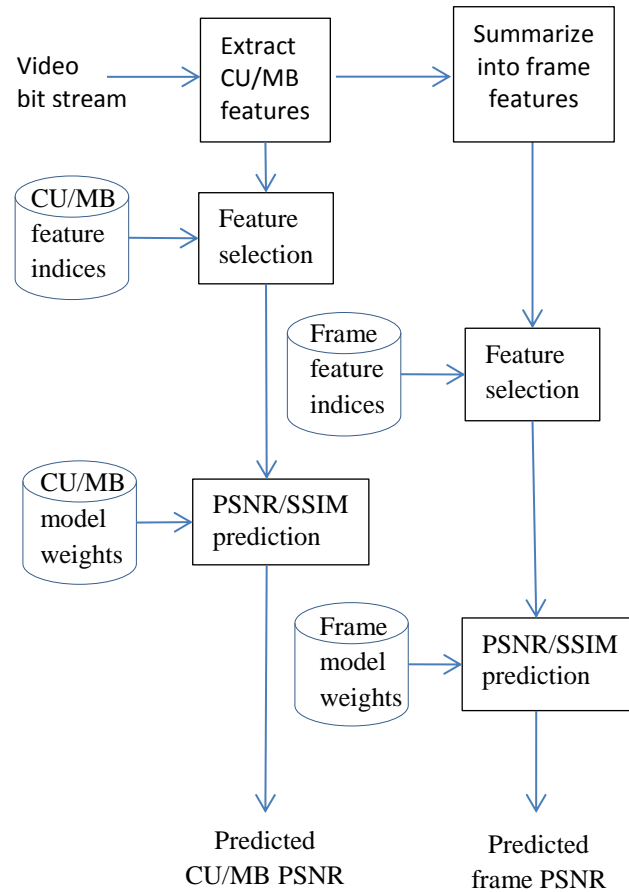 Video
bit stream
Extract
CU/MB
features
Summarize
into frame
features
CU/MB
feature
indices
Feature
selection
Frame
feature
indices
Feature
selection
CU/MB
model
weights
PSNR/SSIM
prediction
Frame
model
weights
PSNR/SSIM
prediction
Predicted
CU/MB PSNR
Predicted
frame PSNR